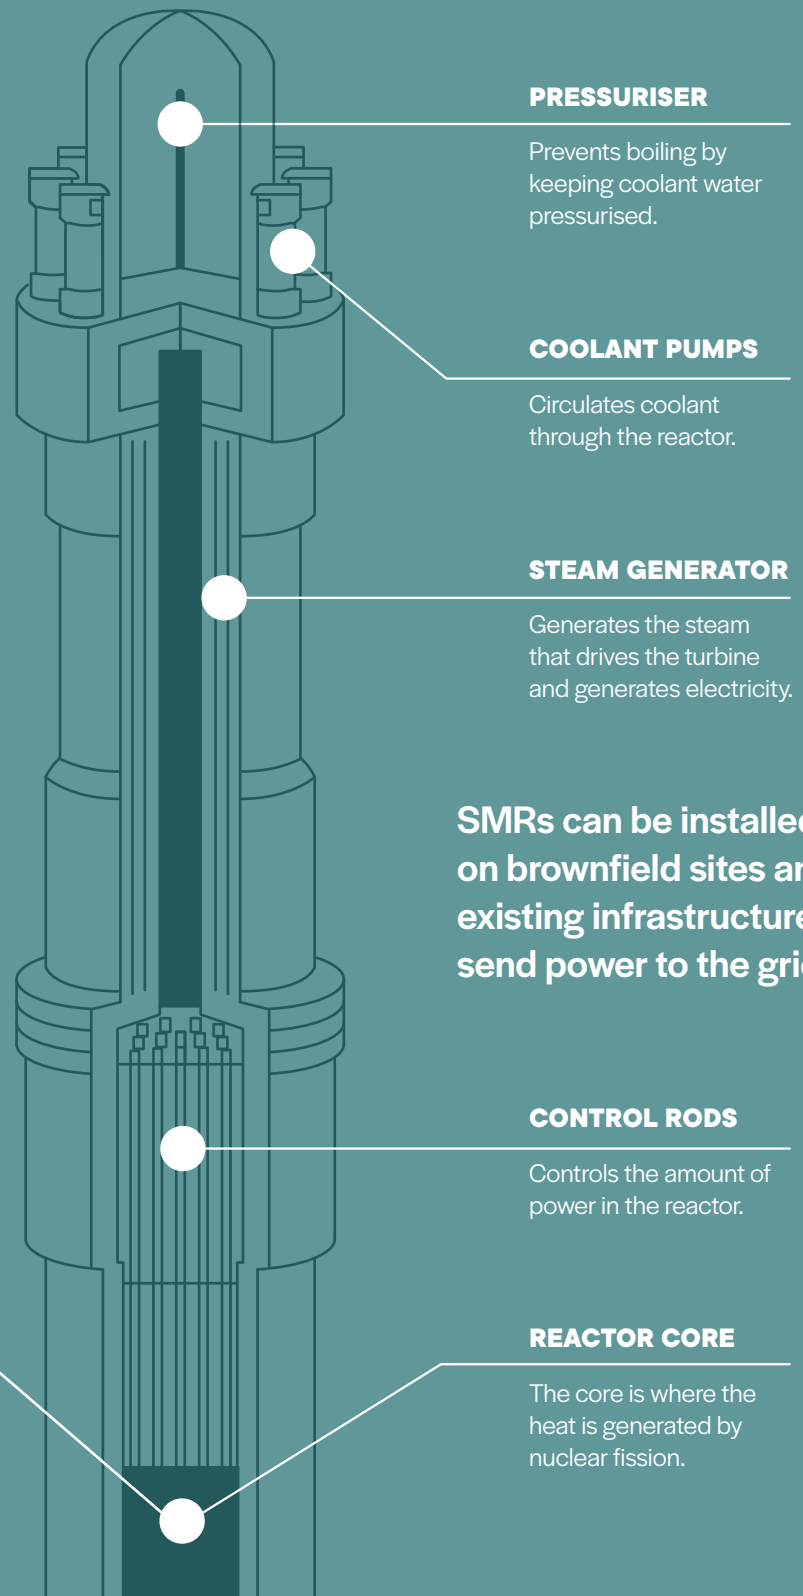 PRESSURISER
Prevents boiling by
keeping coolant water
pressurised.
COOLANT PUMPS
Circulates coolant
through the reactor.
STEAM GENERATOR
Generates the steam
that drives the turbine
and generates electricity.
SMRs can be installed
on brownfield sites
existing infrastructure
send power to the
CONTROL RODS
Controls the amount of
power in the reactor.
REACTOR CORE
The core is where the
heat is generated by
nuclear fission.